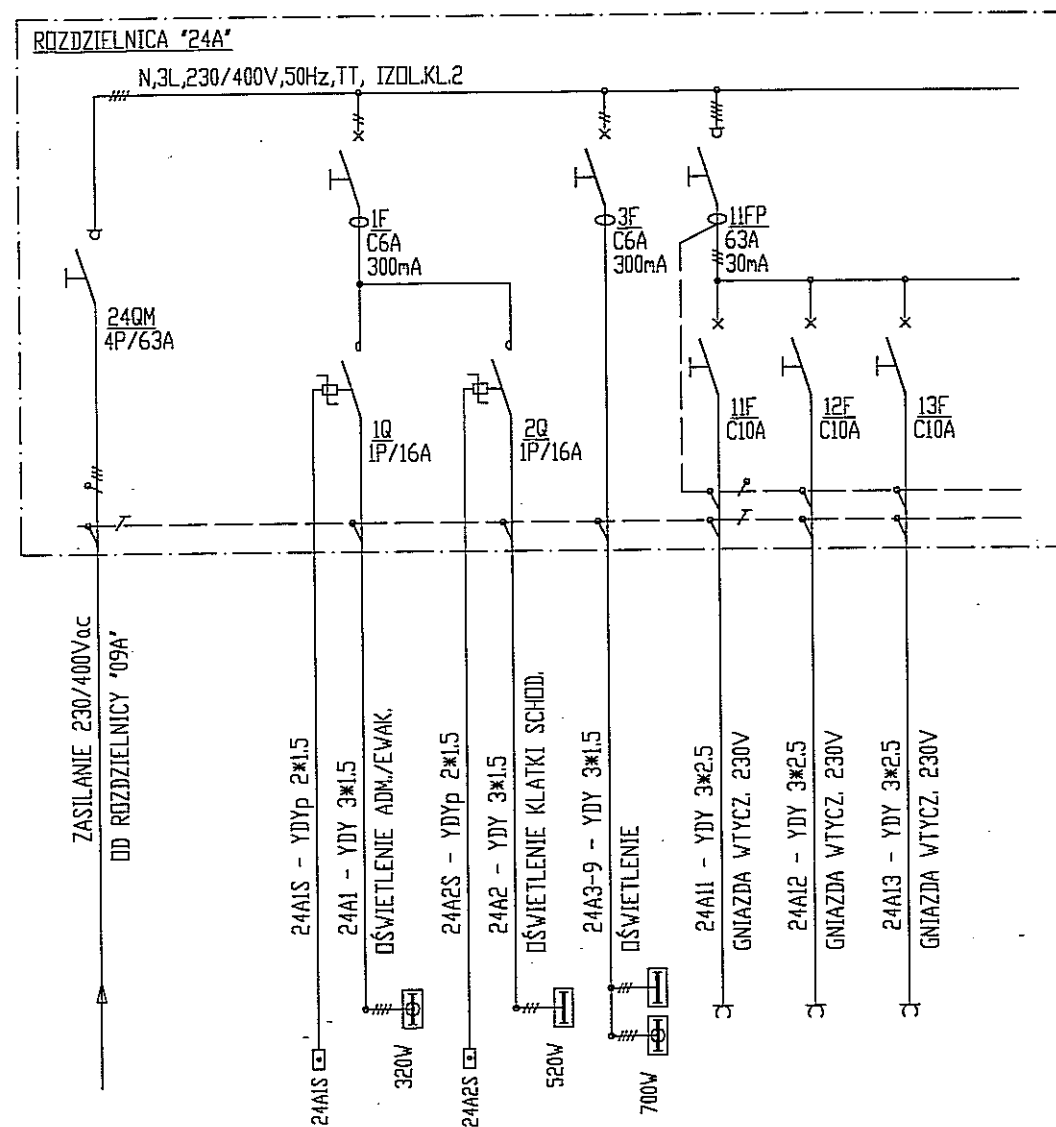 ROZDZIELNICA "24A"
N,3L,230/400V,50Hz,TT, IZOL.KL.2
24QM
4P/63A
1F
C6A
300mA
3F
C6A
300mA
11FP
63A
30mA
1Q
1P/16A
2Q
1P/16A
11F
C10A
12F
C10A
13F
C10A
ZASILANIE 230/400Vac
OD ROZDZIELNICY "09A"
24A1S - YDYp 2*1.5
24A1 - YDY 3*1.5
OŚWIETLENIE ADM./EWAK.
24A2S - YDYp 2*1.5
24A2 - YDY 3*1.5
OŚWIETLENIE KLATKI SCHOD.
24A3-9 - YDY 3*1.5
OŚWIETLENIE
24A11 - YDY 3*2.5
GNIAZDA WTYCZ. 230V
24A12 - YDY 3*2.5
GNIAZDA WTYCZ. 230V
24A13 - YDY 3*2.5
GNIAZDA WTYCZ. 230V
24A1S
320W
24A2S
520W
700W